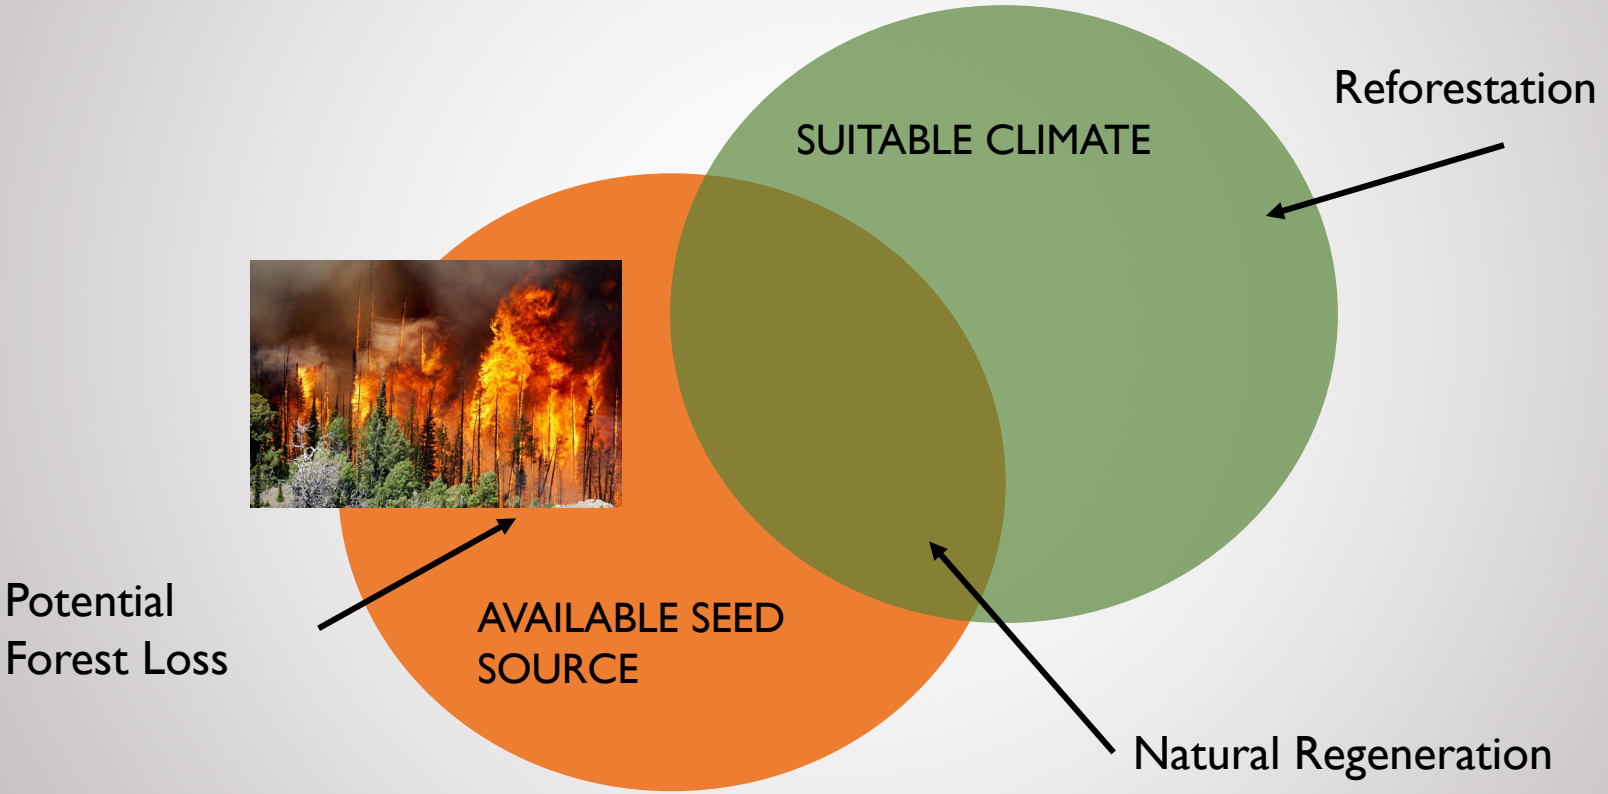 Reforestation
SUITABLE CLIMATE
Potential
Forest Loss
AVAILABLE SEED
SOURCE
Natural Regeneration